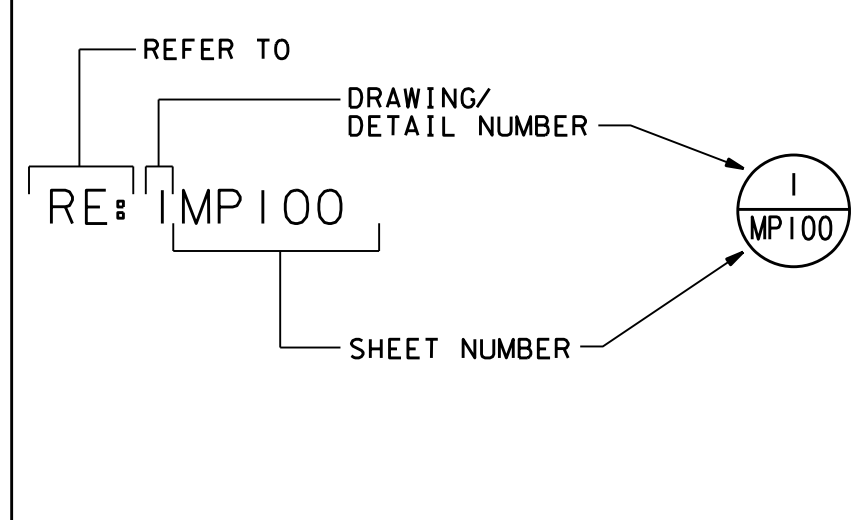 REFER TO
DRAWING/
DETAIL NUMBER
RE: 1MP100
1
MP100
SHEET NUMBER